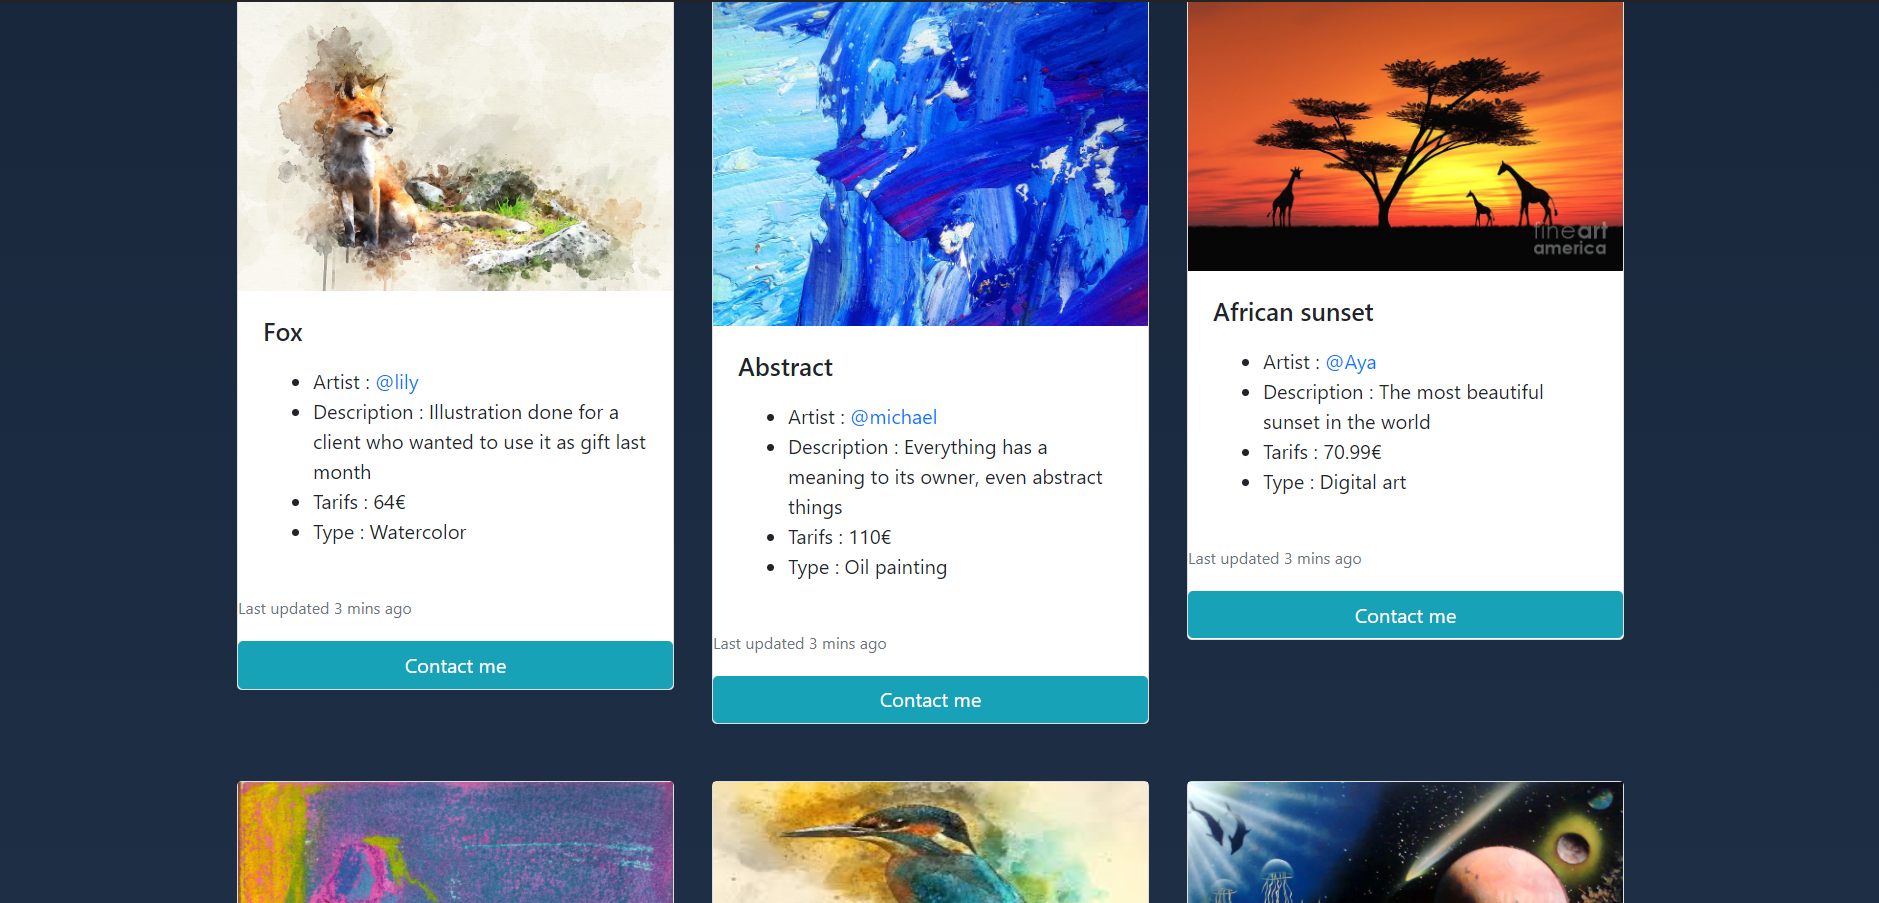 fineart
america
Fox
Artist : @lily
Description : Illustration done for a
client who wanted to use it as gift last
month
Tarifs : 64€
Type : Watercolor
Last updated 3 mins ago
Contact me
Abstract
Artist : @michael
Description : Everything has a
meaning to its owner, even abstract
things
Tarifs : 110€
Type : Oil painting
Last updated 3 mins ago
Contact me
African sunset
Artist : @Aya
Description : The most beautiful
sunset in the world
Tarifs : 70.99€
Type : Digital art
Last updated 3 mins ago
Contact me